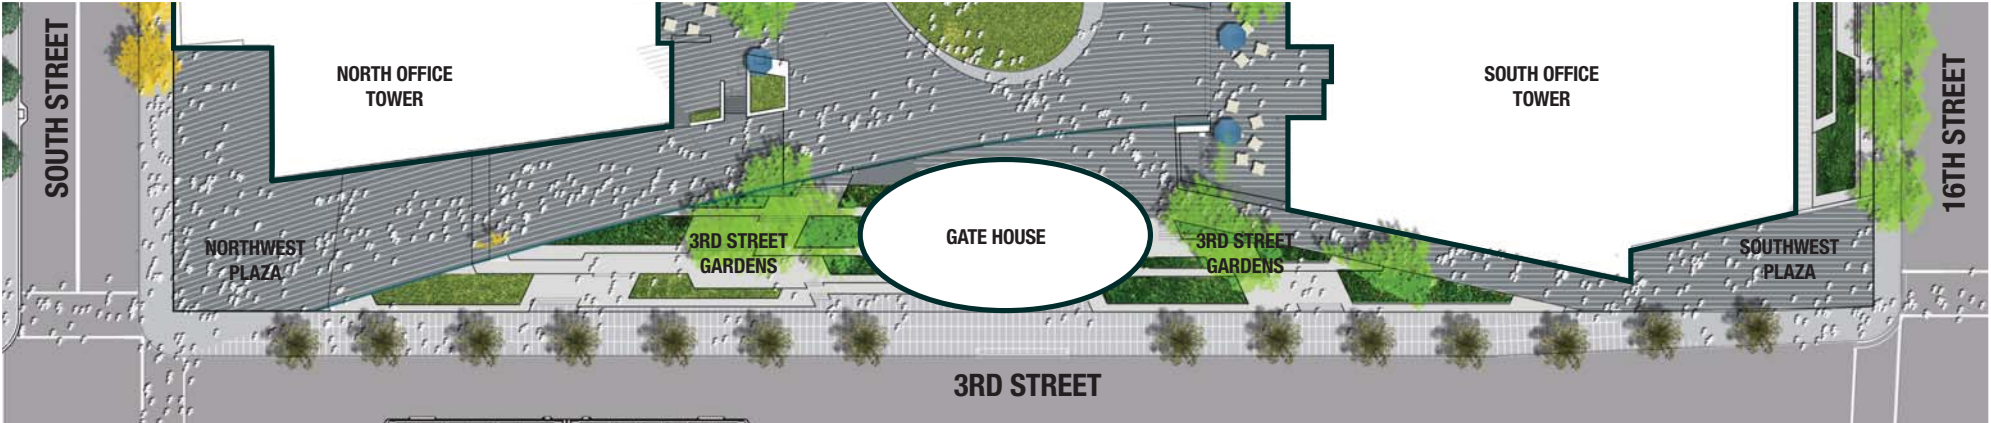 SOUTH STREET
NORTH OFFICE
TOWER
SOUTH OFFICE
TOWER
16TH STREET
NORTHWEST
PLAZA
3RD STREET
GARDENS
GATE HOUSE
3RD STREET
GARDENS
SOUTHWEST
PLAZA
3RD STREET